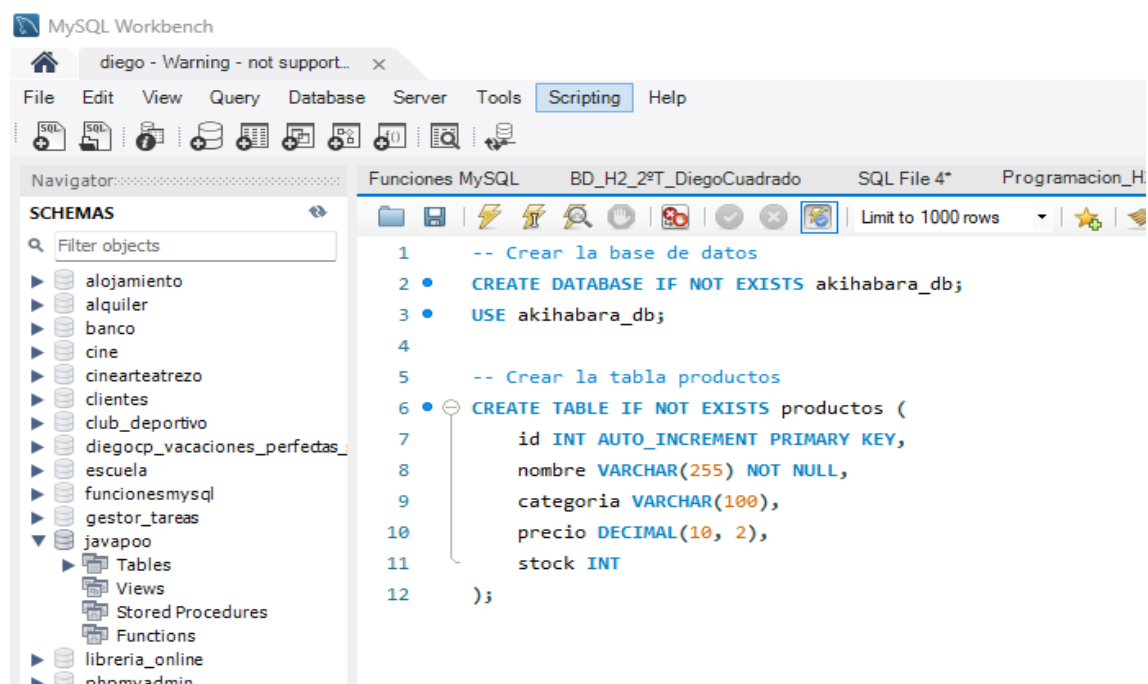 MySQL Workbench
diego - Warning - not support...
File Edit View Query Database Server Tools Scripting Help
Navigator
Funciones MySQL BD_H2_2ºT_DiegoCuadrado SQL File 4* Programacion_H
SCHEMAS
Limit to 1000 rows
Filter objects
alojamiento
alquiler
banco
cine
cinearteatrezo
clientes
club_deportivo
diegocp_vacaciones_perfectas_
escuela
funcionesmysql
gestor_tareas
javapoo
Tables
Views
Stored Procedures
Functions
libreria_online
phpmyadmin
1 -- Crear la base de datos
2 CREATE DATABASE IF NOT EXISTS akihabara_db;
3 USE akihabara_db;
4
5 -- Crear la tabla productos
6 CREATE TABLE IF NOT EXISTS productos (
7 id INT AUTO_INCREMENT PRIMARY KEY,
8 nombre VARCHAR(255) NOT NULL,
9 categoria VARCHAR(100),
10 precio DECIMAL(10, 2),
11 stock INT
12 );